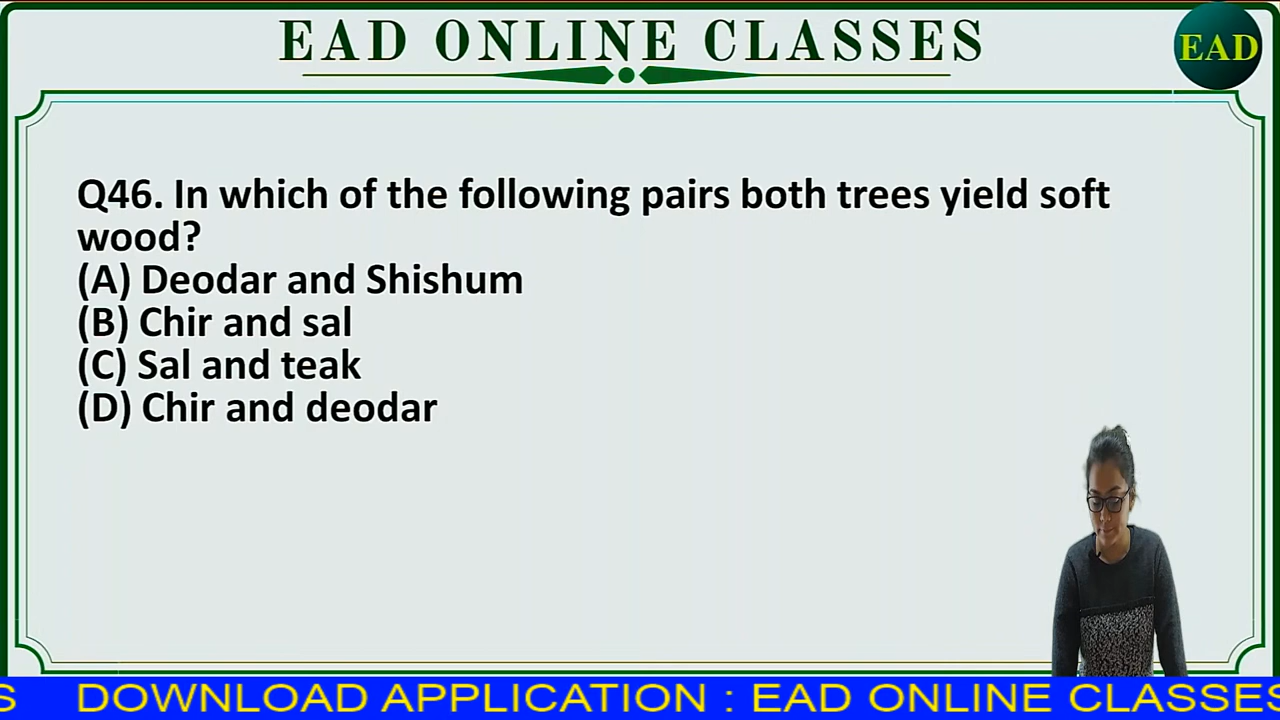 EAD ONLINE CLASSES
EAD
Q46. In which of the following pairs both trees yield soft
wood?
(A) Deodar and Shishum
(B) Chir and sal
(C) Sal and teak
(D) Chir and deodar
S DOWNLOAD APPLICATION : EAD ONLINE CLASSES